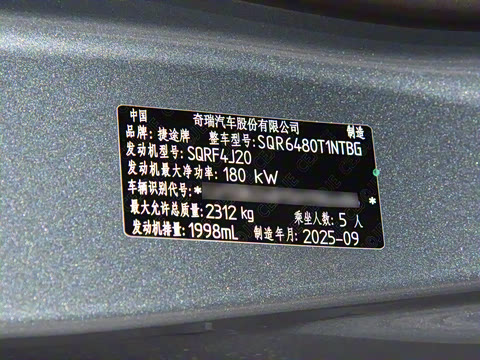 中国 奇瑞汽车股份有限公司 制造
品牌: 捷途牌 整车型号: SQR6480T1NTBG
发动机型号: SQRF4J20
发动机最大净功率: 180 kW
车辆识别代号: * *
最大允许总质量: 2312 kg 乘坐人数: 5 人
发动机排量: 1998mL 制造年月: 2025-09